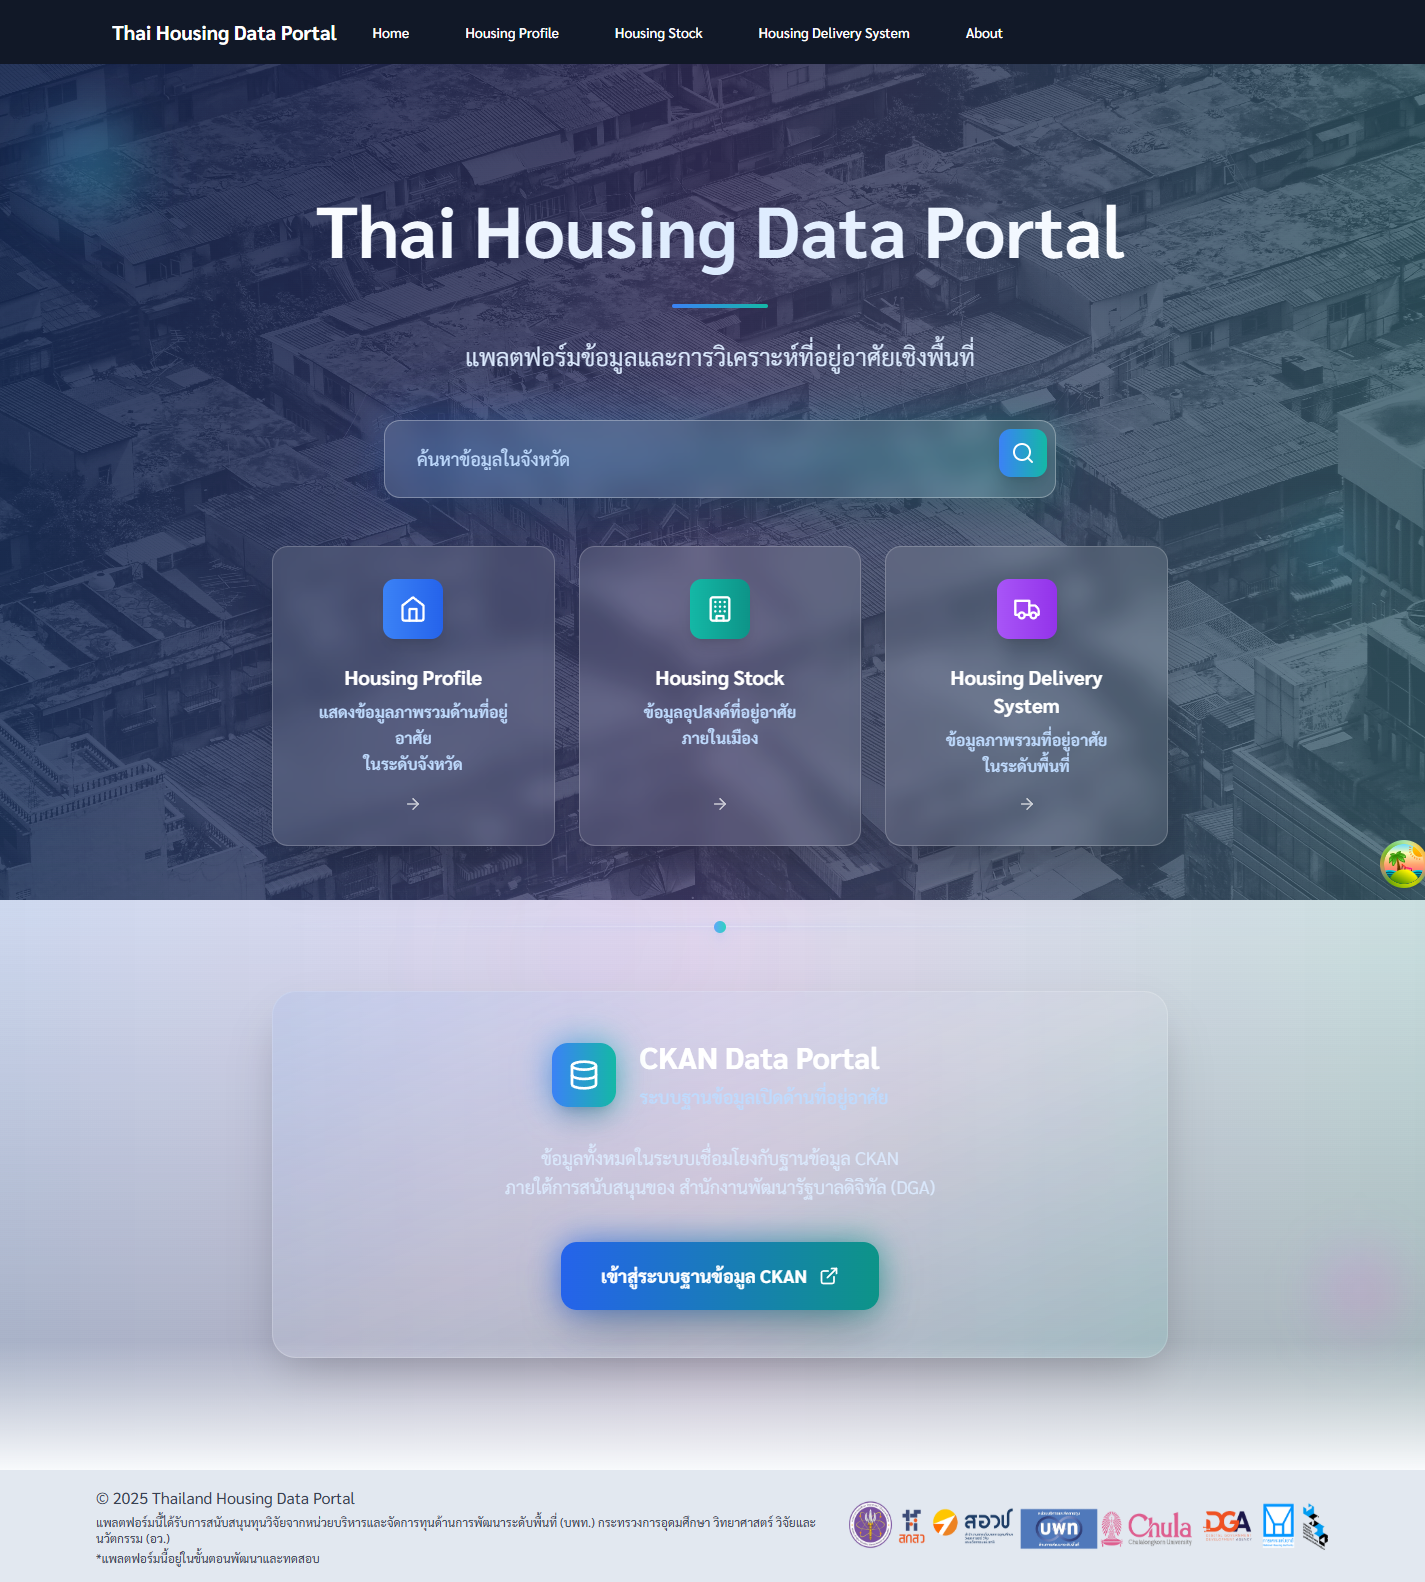 Thai Housing Data Portal
Home
Housing Profile
Housing Stock
Housing Delivery System
About
Thai Housing Data Portal
แพลตฟอร์มข้อมูลและการวิเคราะห์ที่อยู่อาศัยเชิงพื้นที่
ค้นหาข้อมูลในจังหวัด
Housing Profile
แสดงข้อมูลภาพรวมด้านที่อยู่
อาศัย
ในระดับจังหวัด
Housing Stock
ข้อมูลอุปสงค์ที่อยู่อาศัย
ภายในเมือง
Housing Delivery
System
ข้อมูลภาพรวมที่อยู่อาศัย
ในระดับพื้นที่
CKAN Data Portal
ระบบฐานข้อมูลเปิดด้านที่อยู่อาศัย
ข้อมูลทั้งหมดในระบบเชื่อมโยงกับฐานข้อมูล CKAN
ภายใต้การสนับสนุนของ สำนักงานพัฒนารัฐบาลดิจิทัล (DGA)
เข้าสู่ระบบฐานข้อมูล CKAN
© 2025 Thailand Housing Data Portal
แพลตฟอร์มนี้ได้รับการสนับสนุนทุนวิจัยจากหน่วยบริหารและจัดการทุนด้านการพัฒนาระดับพื้นที่ (บพท.) กระทรวงการอุดมศึกษา วิทยาศาสตร์ วิจัยและ
นวัตกรรม (อว.)
*แพลตฟอร์มนี้อยู่ในขั้นตอนพัฒนาและทดสอบ
สกสว
สอวช
บพท
Chula
Chulalongkorn University
DGA